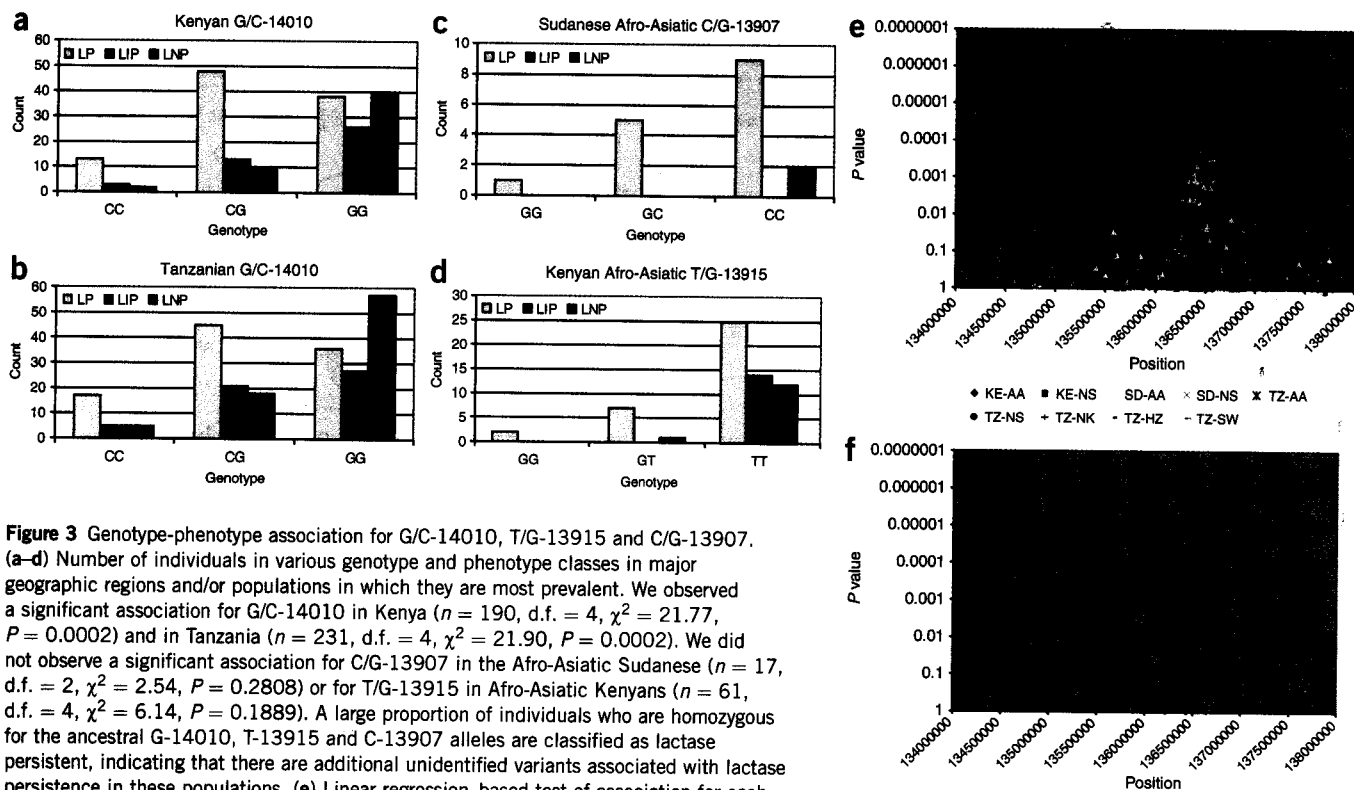 a
Kenyan G/C-14010
60
50
40
30
20
10
0
Count
LP LIP LNP
CC CG GG
Genotype
b
Tanzanian G/C-14010
60
50
40
30
20
10
0
Count
LP LIP LNP
CC CG GG
Genotype
c
Sudanese Afro-Asiatic C/G-13907
10
8
6
4
2
0
Count
LP LIP LNP
GG GC CC
Genotype
d
Kenyan Afro-Asiatic T/G-13915
30
25
20
15
10
5
0
Count
LP LIP LNP
GG GT TT
Genotype
e
0.0000001
0.000001
0.00001
0.0001
0.001
0.01
0.1
1
P value
134000000 134500000 135000000 135500000 136000000 136500000 137000000 137500000 138000000
Position
KE-AA KE-NS SD-AA SD-NS TZ-AA
TZ-NS TZ-NK TZ-HZ TZ-SW
f
0.0000001
0.000001
0.00001
0.0001
0.001
0.01
0.1
1
P value
134000000 134500000 135000000 135500000 136000000 136500000 137000000 137500000 138000000
Position
Figure 3 Genotype-phenotype association for G/C-14010, T/G-13915 and C/G-13907.
(a–d) Number of individuals in various genotype and phenotype classes in major
geographic regions and/or populations in which they are most prevalent. We observed
a significant association for G/C-14010 in Kenya (n = 190, d.f. = 4, χ² = 21.77,
P = 0.0002) and in Tanzania (n = 231, d.f. = 4, χ² = 21.90, P = 0.0002). We did
not observe a significant association for C/G-13907 in the Afro-Asiatic Sudanese (n = 17,
d.f. = 2, χ² = 2.54, P = 0.2808) or for T/G-13915 in Afro-Asiatic Kenyans (n = 61,
d.f. = 4, χ² = 6.14, P = 0.1889). A large proportion of individuals who are homozygous
for the ancestral G-14010, T-13915 and C-13907 alleles are classified as lactase
persistent, indicating that there are additional unidentified variants associated with lactase
persistence in these populations. (e) Linear regression-based test of association for each